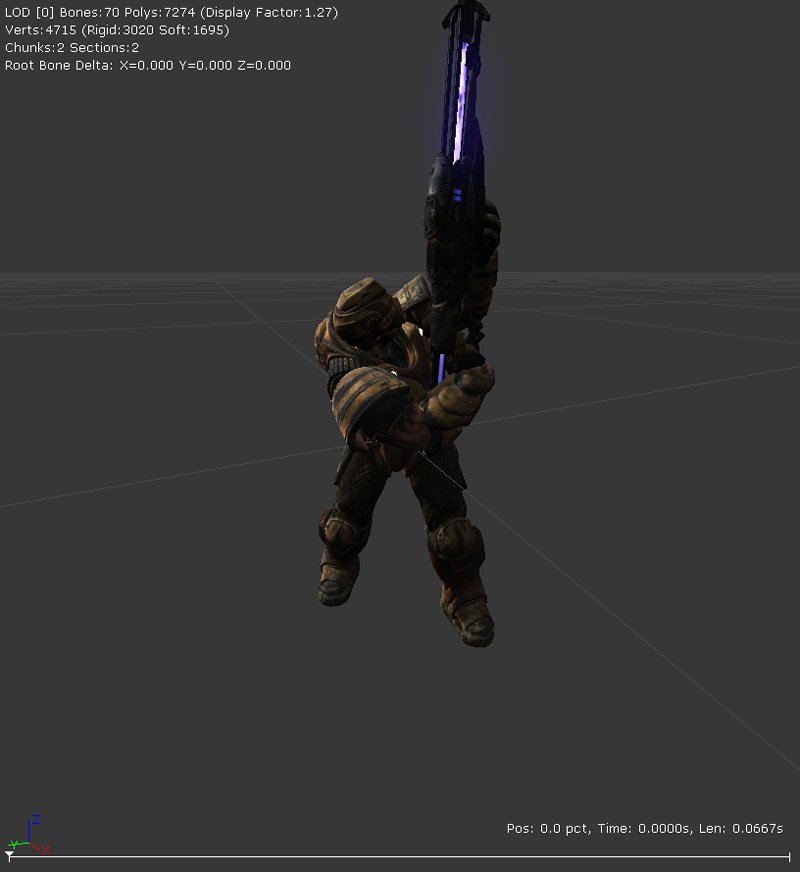 LOD [0] Bones:70 Polys:7274 (Display Factor:1.27)
Verts:4715 (Rigid:3020 Soft:1695)
Chunks:2 Sections:2
Root Bone Delta: X=0.000 Y=0.000 Z=0.000
Z
Y X
Pos: 0.0 pct, Time: 0.0000s, Len: 0.0667s